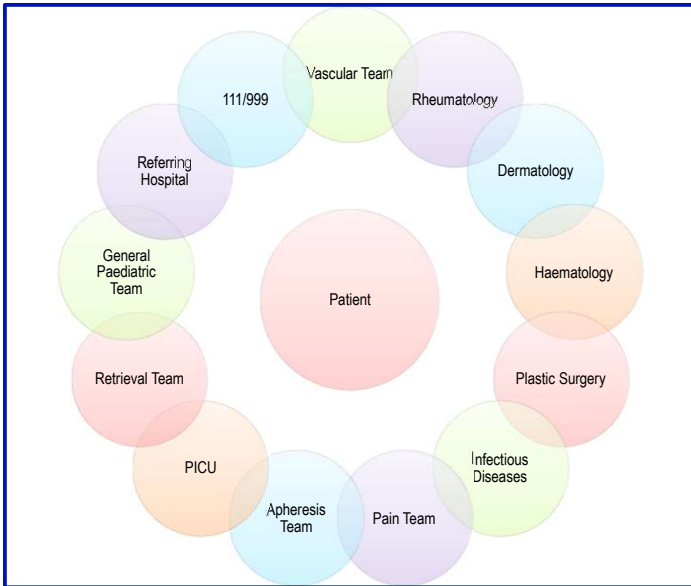 Vascular Team
Rheumatology
Dermatology
Haematology
Plastic Surgery
Infectious
Diseases
Pain Team
Apheresis
Team
PICU
Retrieval Team
General
Paediatric
Team
Referring
Hospital
111/999
Patient